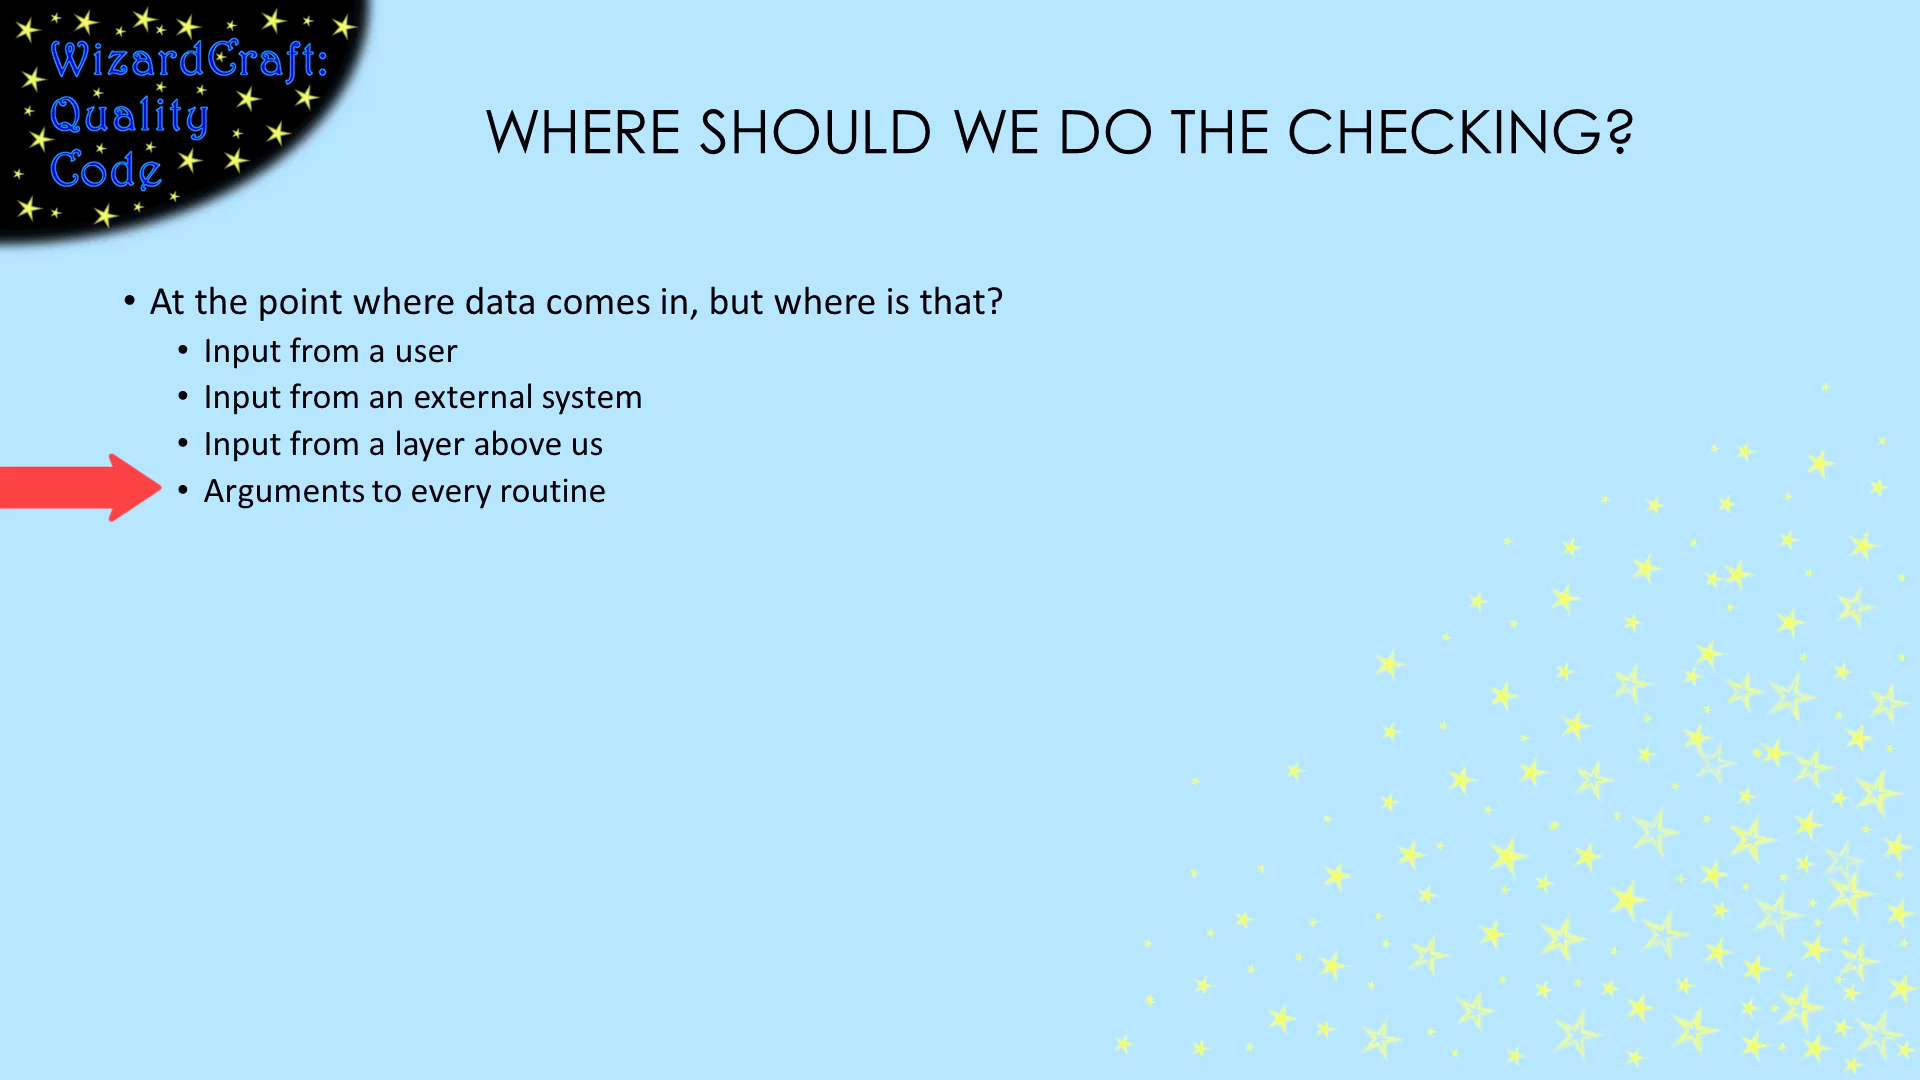 WizardCraft:
Quality
Code
WHERE SHOULD WE DO THE CHECKING?
• At the point where data comes in, but where is that?
• Input from a user
• Input from an external system
• Input from a layer above us
• Arguments to every routine